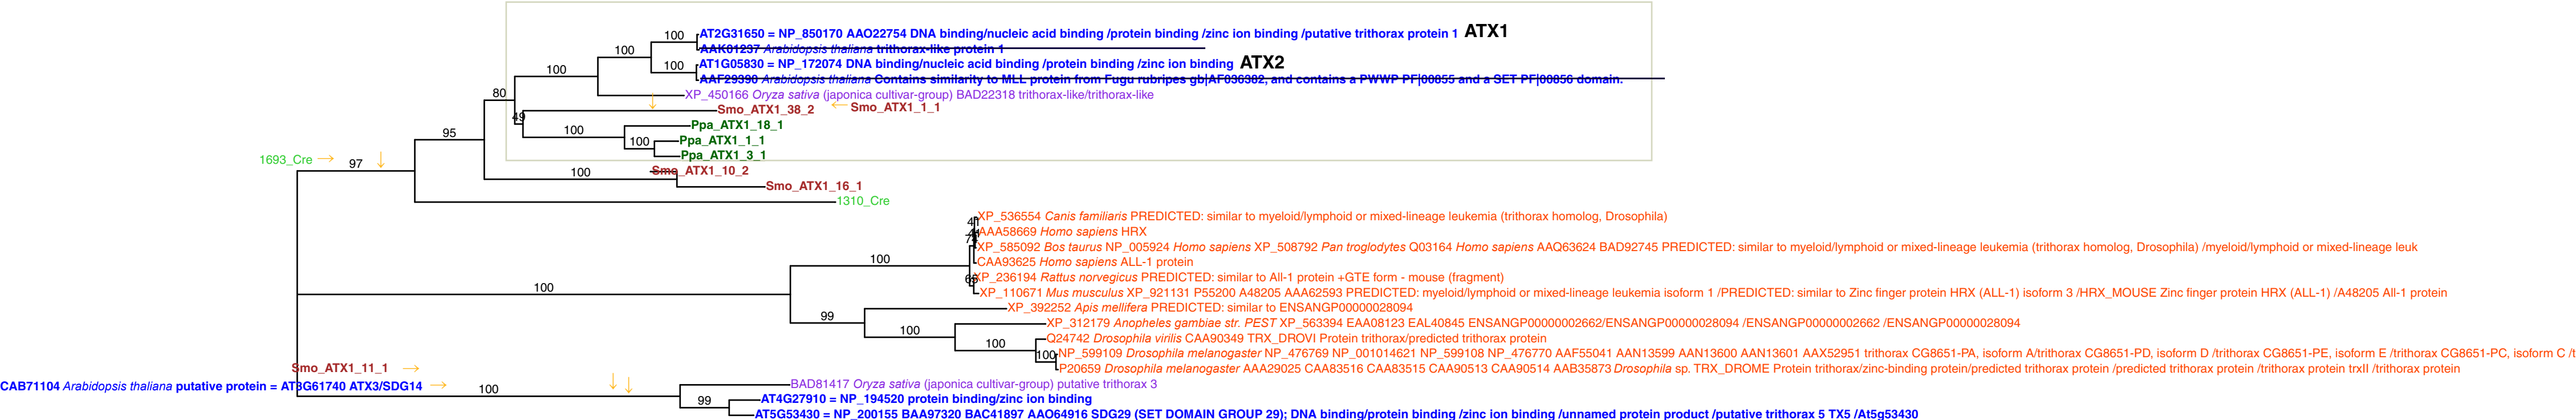 100 AT2G31650 = NP_850170 AAO22754 DNA binding/nucleic acid binding /protein binding /zinc ion binding /putative trithorax protein 1 ATX1
100 AAK01237 Arabidopsis thaliana trithorax-like protein 1
100 100 AT1G05830 = NP_172074 DNA binding/nucleic acid binding /protein binding /zinc ion binding ATX2
AAF29390 Arabidopsis thaliana Contains similarity to MLL protein from Fugu rubripes gb|AF036382, and contains a PWWP PF|00855 and a SET PF|00856 domain.
80 XP_450166 Oryza sativa (japonica cultivar-group) BAD22318 trithorax-like/trithorax-like
49 Smo_ATX1_38_2 ← Smo_ATX1_1_1
95 100 Ppa_ATX1_18_1
100 Ppa_ATX1_1_1
1693_Cre → 97 Ppa_ATX1_3_1
100 Smo_ATX1_10_2
Smo_ATX1_16_1
1310_Cre
XP_536554 Canis familiaris PREDICTED: similar to myeloid/lymphoid or mixed-lineage leukemia (trithorax homolog, Drosophila)
AAA58669 Homo sapiens HRX
XP_585092 Bos taurus NP_005924 Homo sapiens XP_508792 Pan troglodytes Q03164 Homo sapiens AAQ63624 BAD92745 PREDICTED: similar to myeloid/lymphoid or mixed-lineage leukemia (trithorax homolog, Drosophila) /myeloid/lymphoid or mixed-lineage leuk
100 CAA93625 Homo sapiens ALL-1 protein
XP_236194 Rattus norvegicus PREDICTED: similar to All-1 protein +GTE form - mouse (fragment)
100 XP_110671 Mus musculus XP_921131 P55200 A48205 AAA62593 PREDICTED: myeloid/lymphoid or mixed-lineage leukemia isoform 1 /PREDICTED: similar to Zinc finger protein HRX (ALL-1) isoform 3 /HRX_MOUSE Zinc finger protein HRX (ALL-1) /A48205 All-1 protein
99 XP_392252 Apis mellifera PREDICTED: similar to ENSANGP00000028094
100 XP_312179 Anopheles gambiae str. PEST XP_563394 EAA08123 EAL40845 ENSANGP00000002662/ENSANGP00000028094 /ENSANGP00000002662 /ENSANGP00000028094
100 Q24742 Drosophila virilis CAA90349 TRX_DROVI Protein trithorax/predicted trithorax protein
100 NP_599109 Drosophila melanogaster NP_476769 NP_001014621 NP_599108 NP_476770 AAF55041 AAN13599 AAN13600 AAN13601 AAX52951 trithorax CG8651-PA, isoform A/trithorax CG8651-PD, isoform D /trithorax CG8651-PE, isoform E /trithorax CG8651-PC, isoform C /t
Smo_ATX1_11_1 → P20659 Drosophila melanogaster AAA29025 CAA83516 CAA83515 CAA90513 CAA90514 AAB35873 Drosophila sp. TRX_DROME Protein trithorax/zinc-binding protein/predicted trithorax protein /predicted trithorax protein /trithorax protein trxII /trithorax protein
CAB71104 Arabidopsis thaliana putative protein = AT3G61740 ATX3/SDG14 → 100 BAD81417 Oryza sativa (japonica cultivar-group) putative trithorax 3
99 AT4G27910 = NP_194520 protein binding/zinc ion binding
AT5G53430 = NP_200155 BAA97320 BAC41897 AAO64916 SDG29 (SET DOMAIN GROUP 29); DNA binding/protein binding /zinc ion binding /unnamed protein product /putative trithorax 5 TX5 /At5g53430